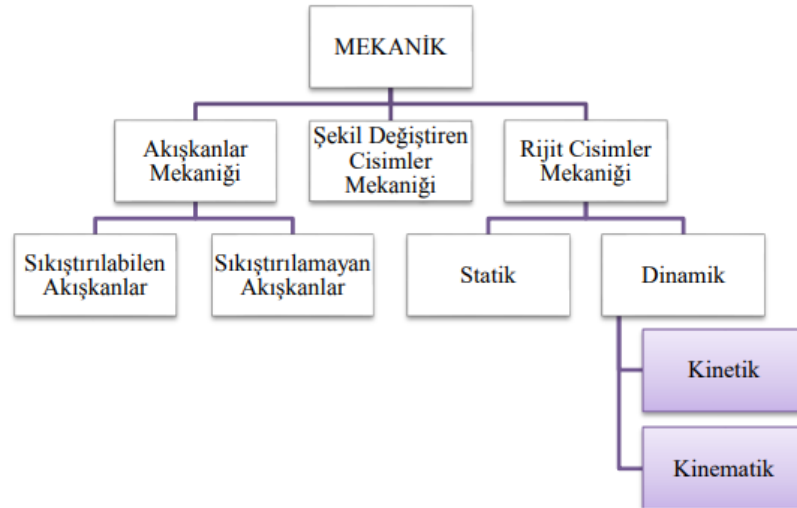 MEKANİK
Akışkanlar
Mekaniği
Şekil Değiştiren
Cisimler
Mekaniği
Rijit Cisimler
Mekaniği
Sıkıştırılabilen
Akışkanlar
Sıkıştırılamayan
Akışkanlar
Statik
Dinamik
Kinetik
Kinematik